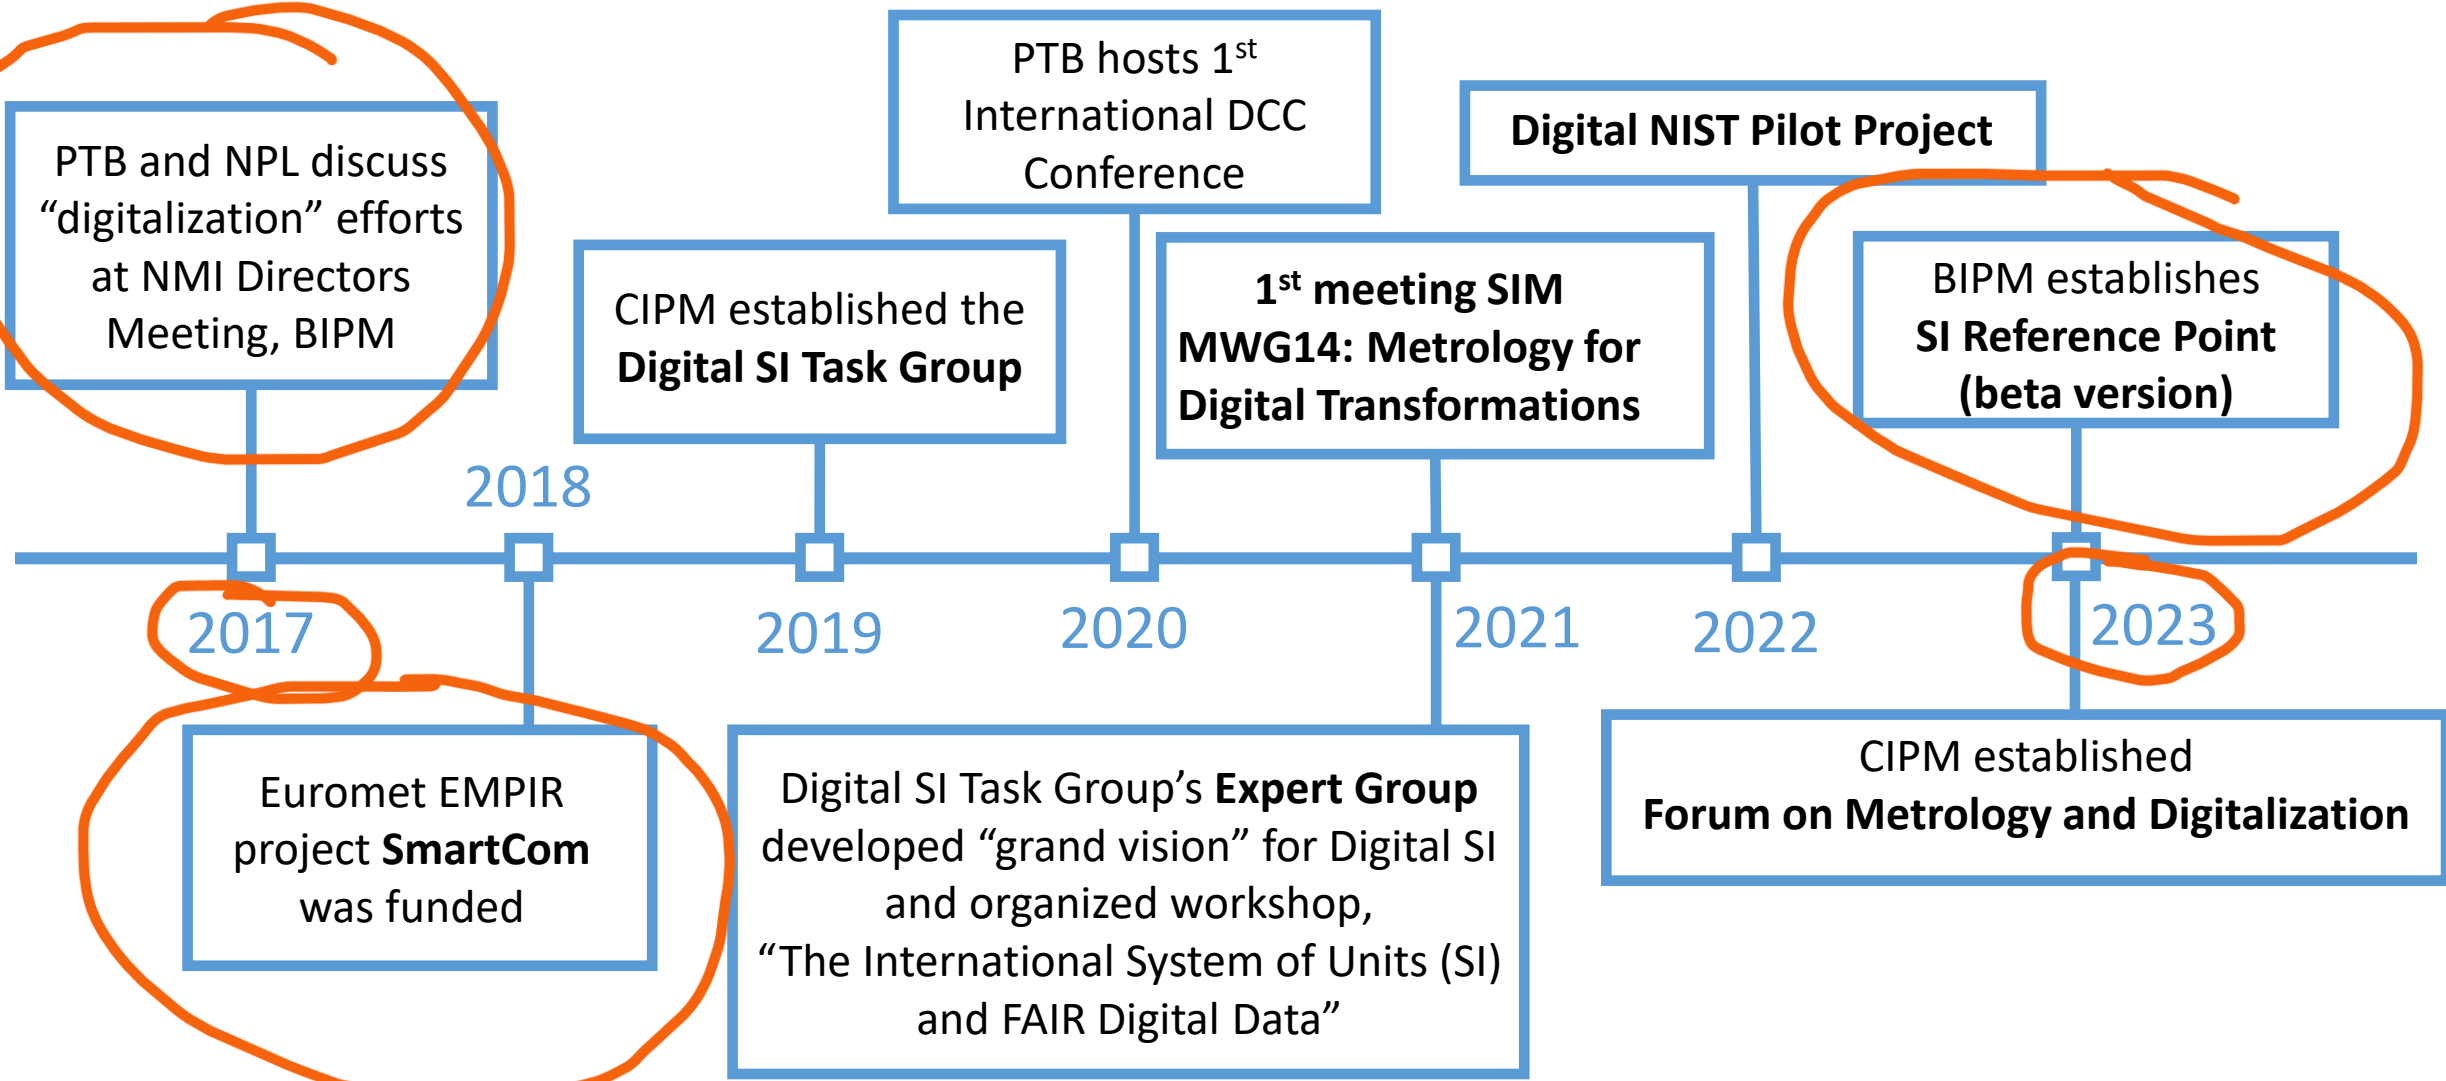 PTB and NPL discuss
“digitalization” efforts
at NMI Directors
Meeting, BIPM
2017
2018
Euromet EMPIR
project SmartCom
was funded
CIPM established the
Digital SI Task Group
2019
PTB hosts 1st
International DCC
Conference
2020
1st meeting SIM
MWG14: Metrology for
Digital Transformations
2021
Digital SI Task Group’s Expert Group
developed “grand vision” for Digital SI
and organized workshop,
“The International System of Units (SI)
and FAIR Digital Data”
Digital NIST Pilot Project
2022
BIPM establishes
SI Reference Point
(beta version)
2023
CIPM established
Forum on Metrology and Digitalization